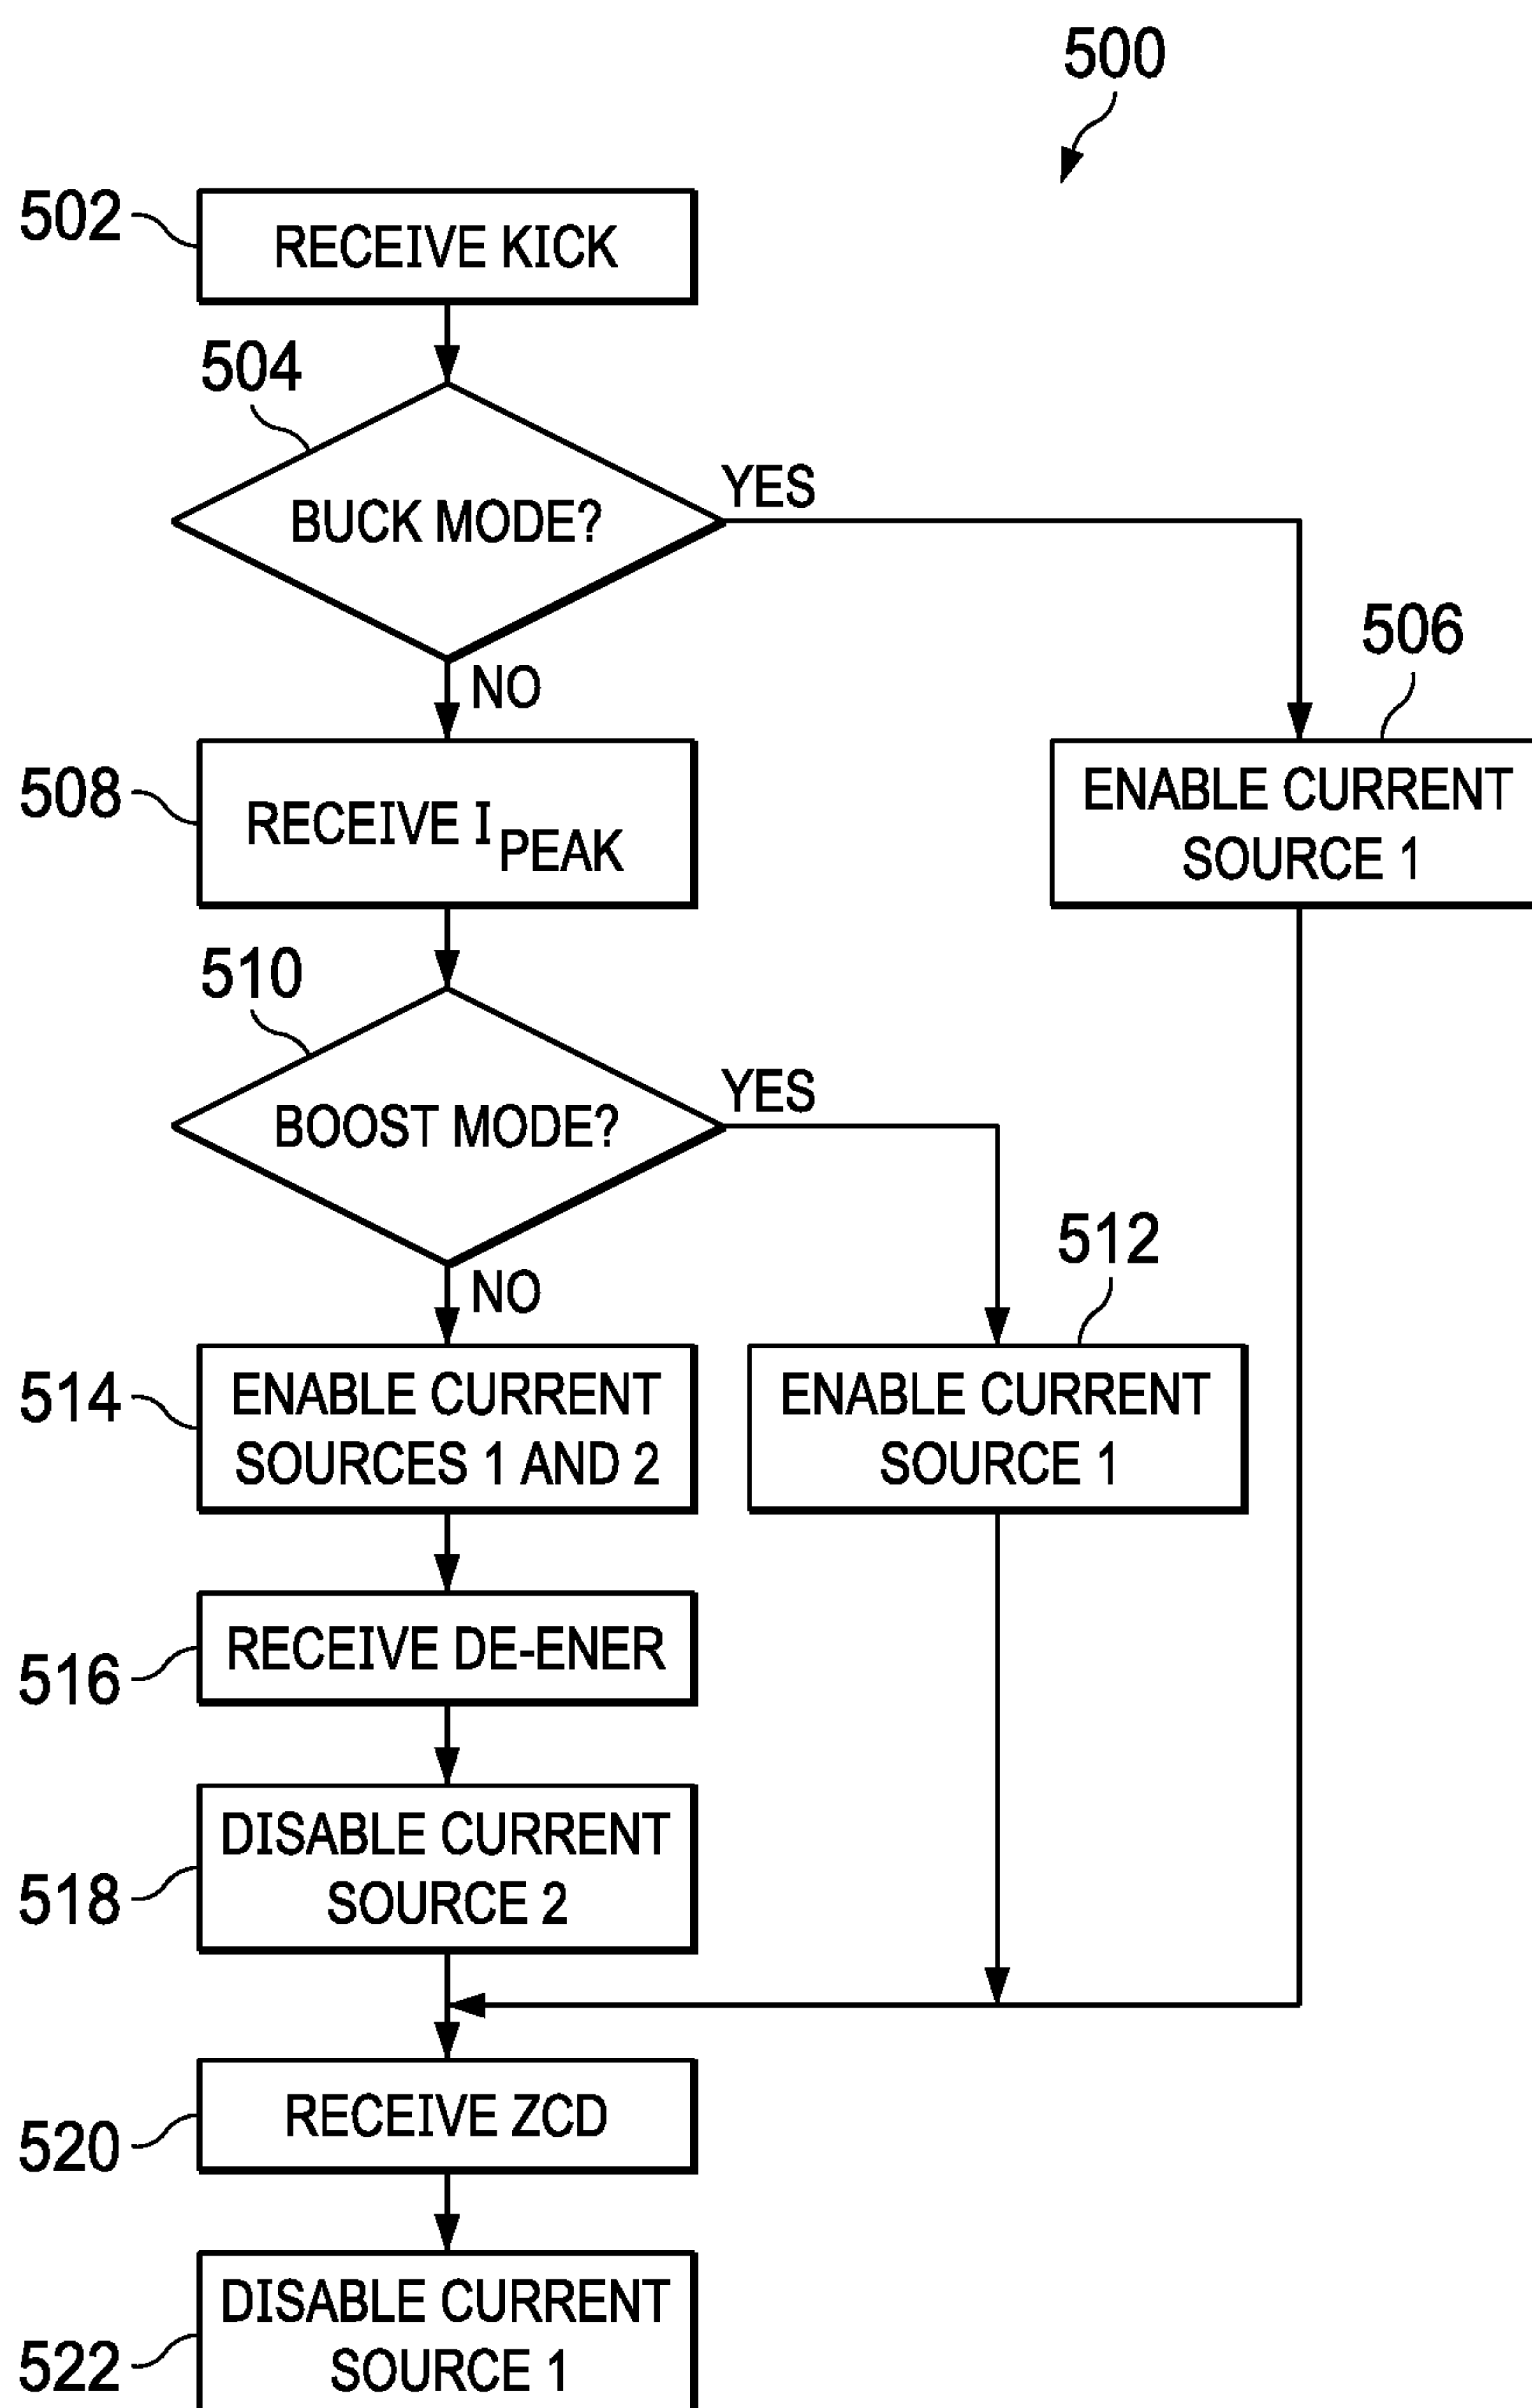 500
502
RECEIVE KICK
504
BUCK MODE?
YES
506
NO
508
RECEIVE I PEAK
ENABLE CURRENT
SOURCE 1
510
BOOST MODE?
YES
512
NO
514
ENABLE CURRENT
SOURCES 1 AND 2
ENABLE CURRENT
SOURCE 1
516
RECEIVE DE-ENER
518
DISABLE CURRENT
SOURCE 2
520
RECEIVE ZCD
522
DISABLE CURRENT
SOURCE 1